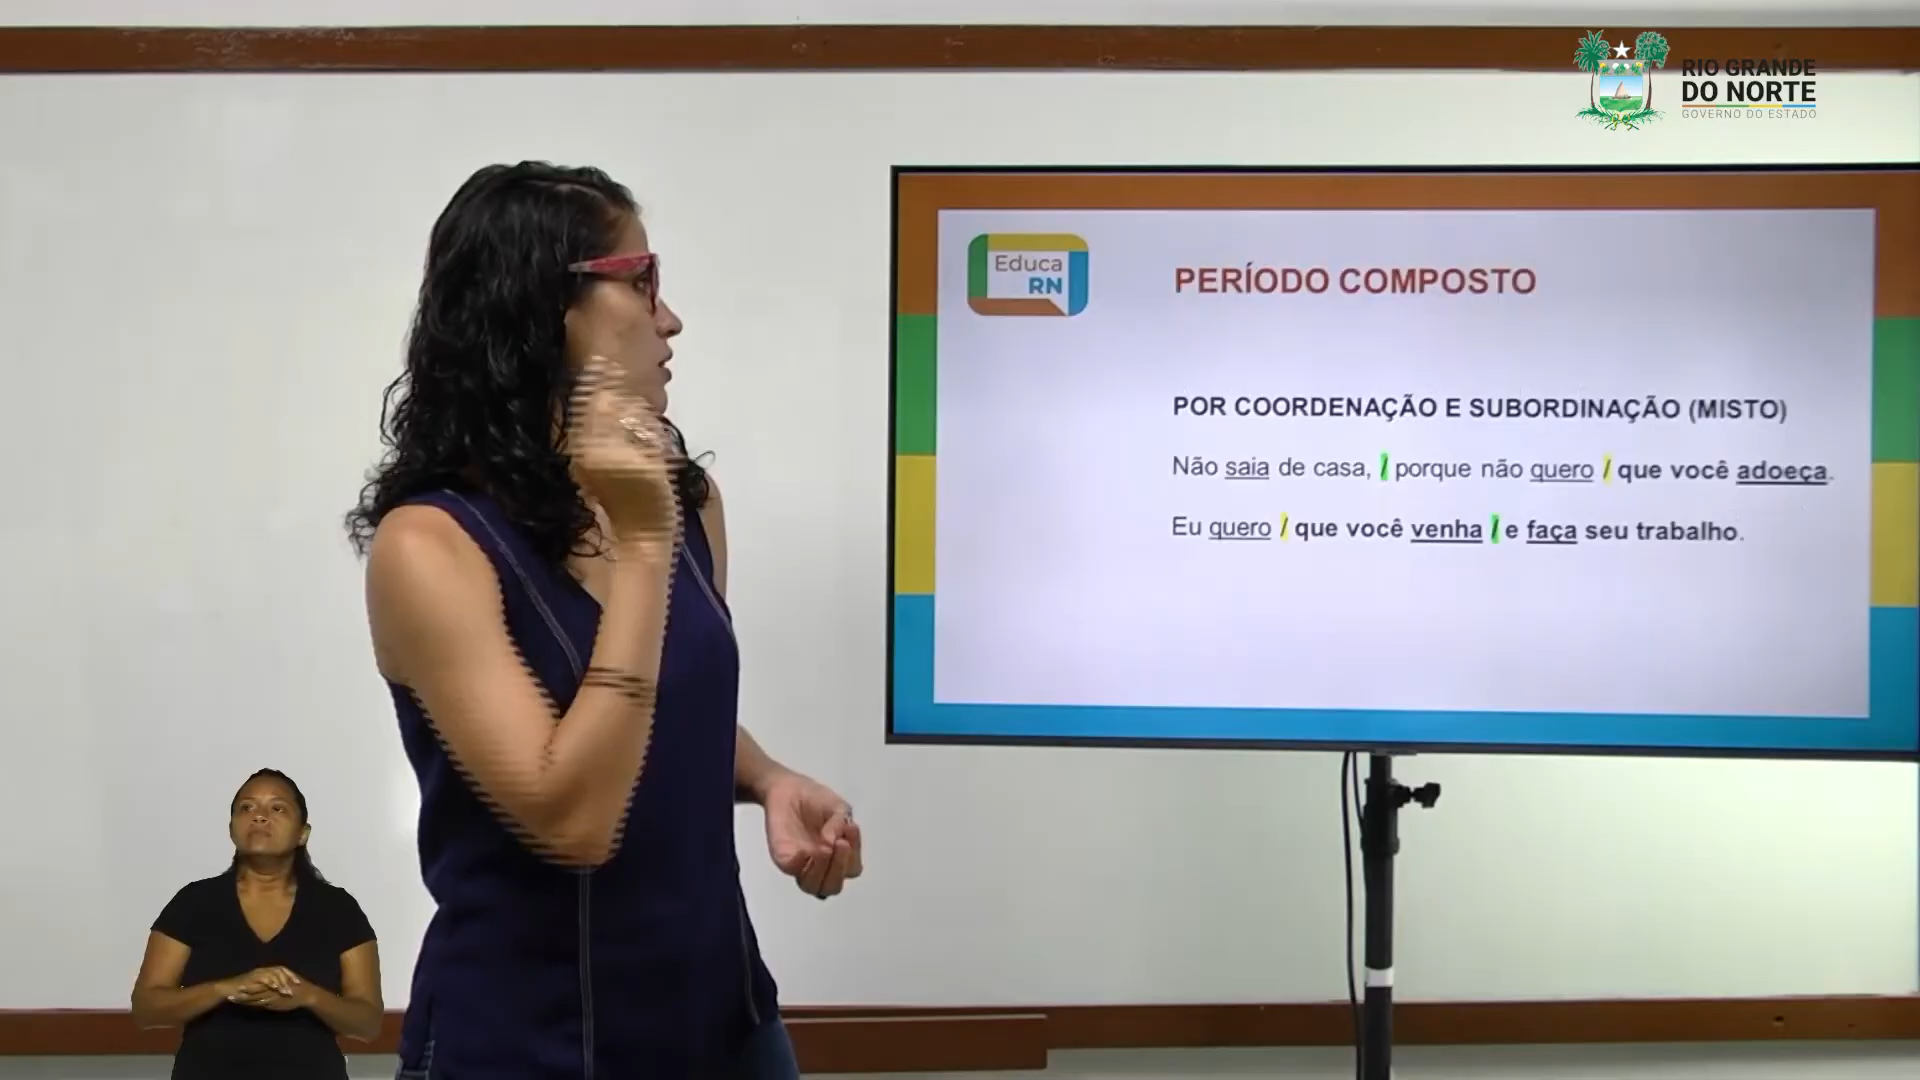 RIO GRANDE
DO NORTE
GOVERNO DO ESTADO
Educa
RN
PERÍODO COMPOSTO
POR COORDENAÇÃO E SUBORDINAÇÃO (MISTO)
Não saia de casa, / porque não quero / que você adoeça.
Eu quero / que você venha / e faça seu trabalho.